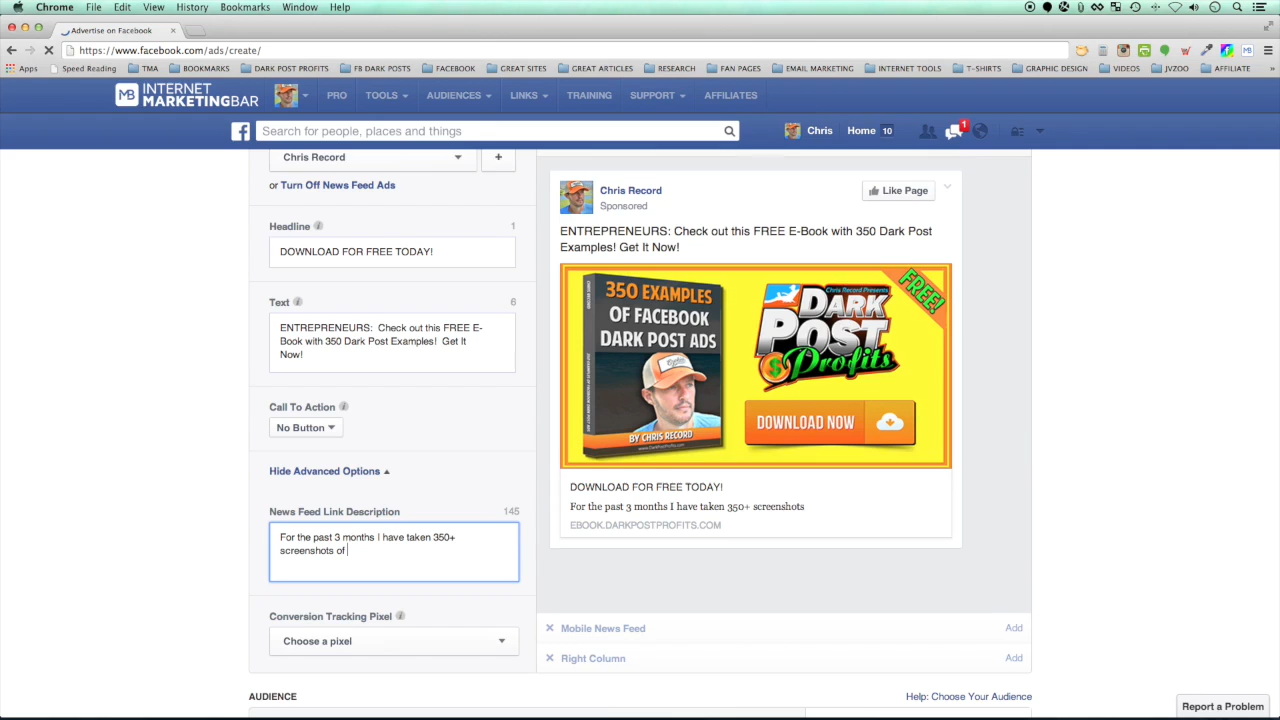 Chrome File Edit View History Bookmarks Window Help
Advertise on Facebook
https://www.facebook.com/ads/create/
Apps Speed Reading TMA BOOKMARKS DARK POST PROFITS FB DARK POSTS FACEBOOK GREAT SITES GREAT ARTICLES RESEARCH FAN PAGES EMAIL MARKETING INTERNET TOOLS T-SHIRTS GRAPHIC DESIGN VIDEOS JVZOO AFFILIATE
MB INTERNET MARKETINGBAR PRO TOOLS AUDIENCES LINKS TRAINING SUPPORT AFFILIATES
Search for people, places and things Chris Home 10 1
Chris Record +
or Turn Off News Feed Ads
Headline 1
DOWNLOAD FOR FREE TODAY!
Text 6
ENTREPRENEURS: Check out this FREE E-
Book with 350 Dark Post Examples! Get It
Now!
Call To Action
No Button
Hide Advanced Options
News Feed Link Description 145
For the past 3 months I have taken 350+
screenshots of
Conversion Tracking Pixel
Choose a pixel
AUDIENCE
Chris Record
Sponsored
Like Page
ENTREPRENEURS: Check out this FREE E-Book with 350 Dark Post
Examples! Get It Now!
350 EXAMPLES
OF FACEBOOK
DARK POST ADS
BY CHRIS RECORD
www.DarkPostProfits.com
Chris Record Presents
DARK
POST
$ Profits
FREE!
DOWNLOAD NOW
DOWNLOAD FOR FREE TODAY!
For the past 3 months I have taken 350+ screenshots
EBOOK.DARKPOSTPROFITS.COM
Mobile News Feed Add
Right Column Add
Help: Choose Your Audience
Report a Problem